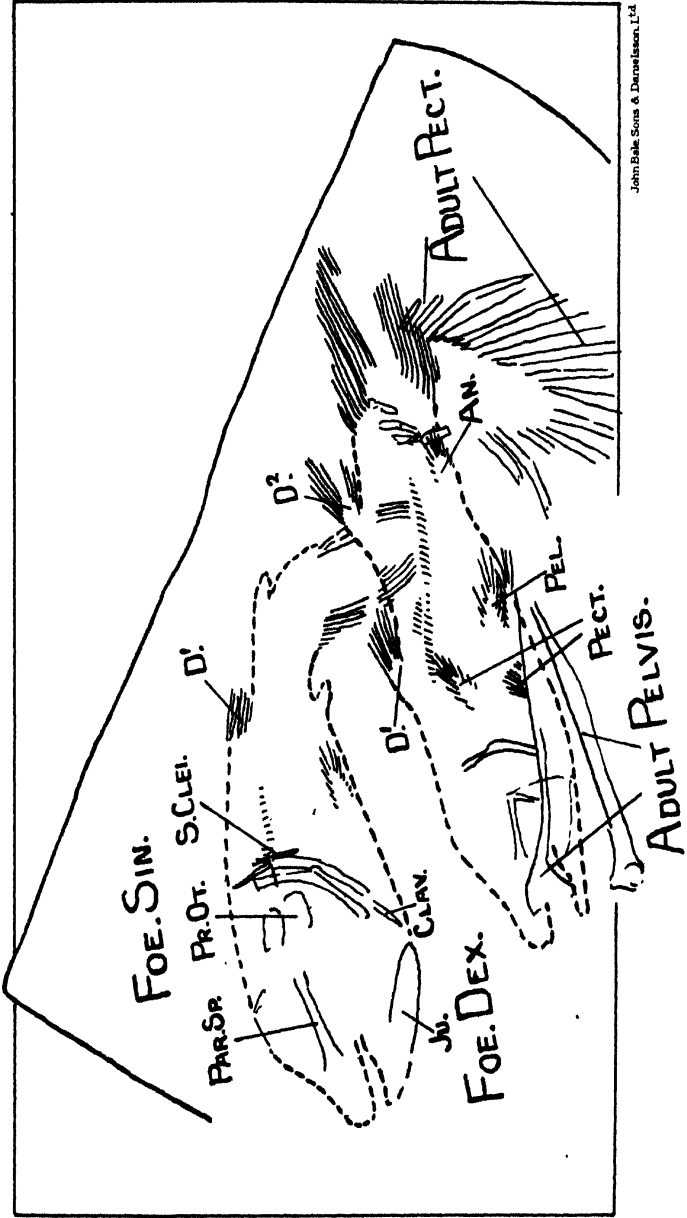 FOE. SIN.
PAR. SP.
PR. OT.
S. CLEI.
D¹.
D².
ADULT PECT.
CLAV.
JU.
FOE. DEX.
D¹.
AN.
PEL.
PECT.
ADULT PELVIS.
John Bale, Sons & Danielsson, Ltd